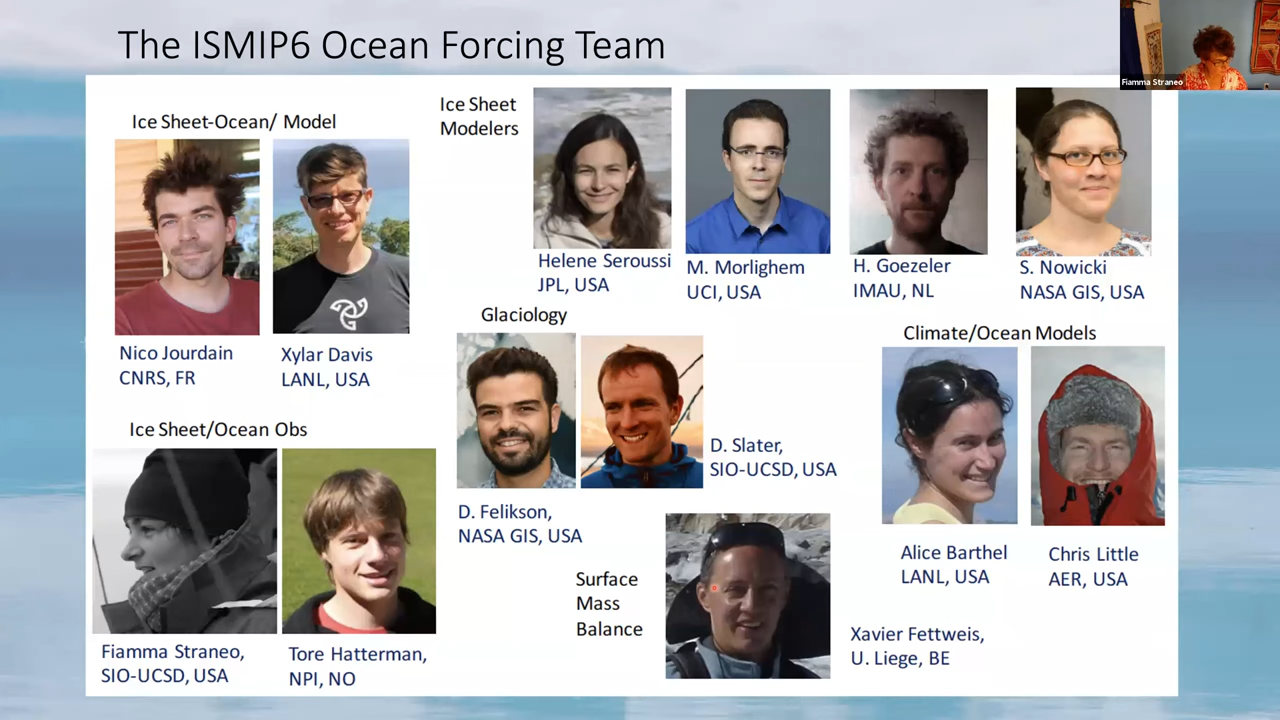 The ISMIP6 Ocean Forcing Team
Fiamma Straneo
Ice Sheet-Ocean/ Model
Nico Jourdain
CNRS, FR
Xylar Davis
LANL, USA
Ice Sheet
Modelers
Helene Seroussi
JPL, USA
M. Morlighem
UCI, USA
H. Goezeler
IMAU, NL
S. Nowicki
NASA GIS, USA
Glaciology
D. Felikson,
NASA GIS, USA
D. Slater,
SIO-UCSD, USA
Climate/Ocean Models
Alice Barthel
LANL, USA
Chris Little
AER, USA
Ice Sheet/Ocean Obs
Fiamma Straneo,
SIO-UCSD, USA
Tore Hatterman,
NPI, NO
Surface
Mass
Balance
Xavier Fettweis,
U. Liege, BE